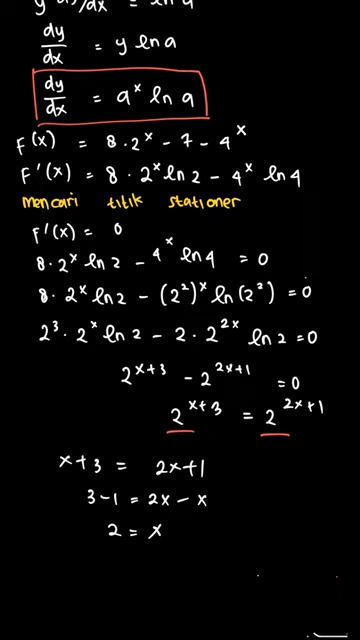 y' dy/dx = ln a
dy/dx = y ln a
dy/dx = a^x ln a
F(x) = 8 · 2^x - 7 - 4^x
F'(x) = 8 · 2^x ln 2 - 4^x ln 4
mencari titik stationer
F'(x) = 0
8 · 2^x ln 2 - 4^x ln 4 = 0
8 · 2^x ln 2 - (2^2)^x ln (2^2) = 0
2^3 · 2^x ln 2 - 2 · 2^2x ln 2 = 0
2^x+3 - 2^2x+1 = 0
2^x+3 = 2^2x+1
x+3 = 2x+1
3-1 = 2x - x
2 = x